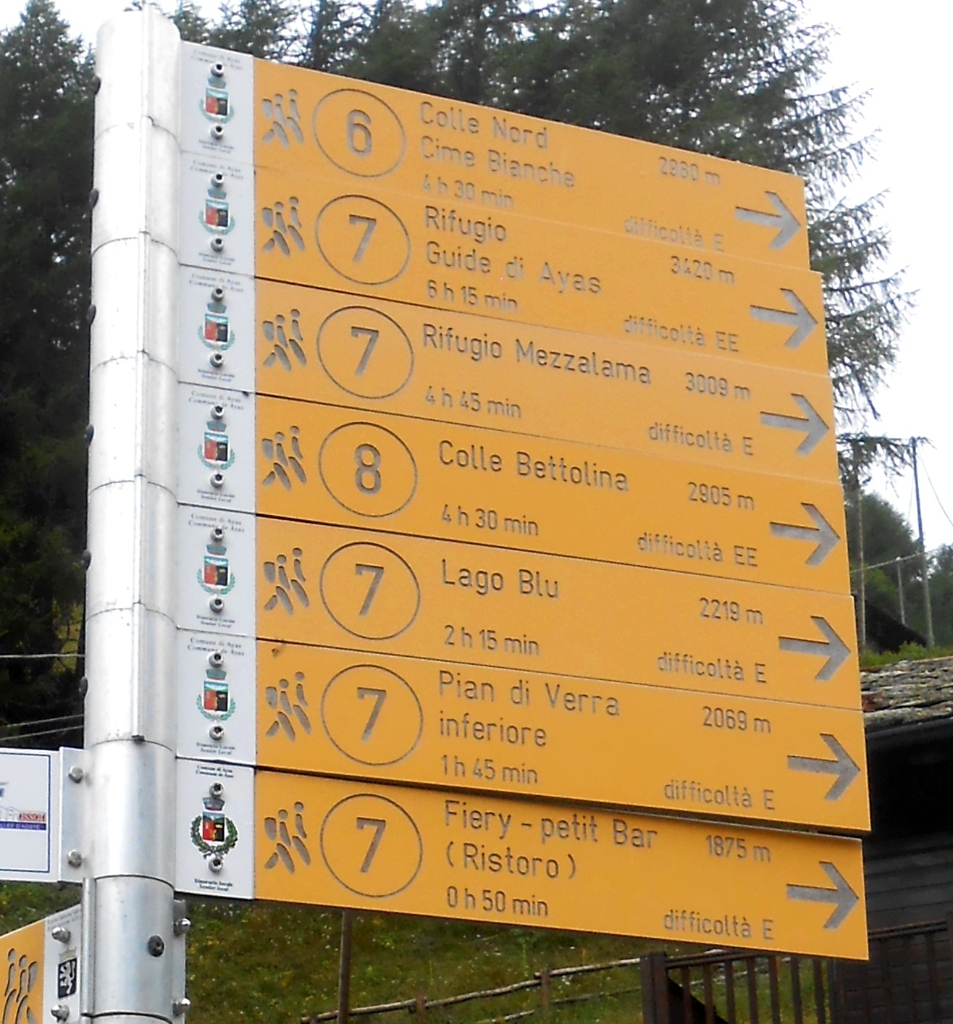 6
Colle Nord
Cime Bianche
2980 m
4 h 30 min
difficoltà E
7
Rifugio
Guide di Ayas
3420 m
6 h 15 min
difficoltà EE
7
Rifugio Mezzalama
3009 m
4 h 45 min
difficoltà E
8
Colle Bettolina
2905 m
4 h 30 min
difficoltà EE
7
Lago Blu
2219 m
2 h 15 min
difficoltà E
7
Pian di Verra
inferiore
2069 m
1 h 45 min
difficoltà E
7
Fiery - petit Bar
(Ristoro)
1875 m
0 h 50 min
difficoltà E